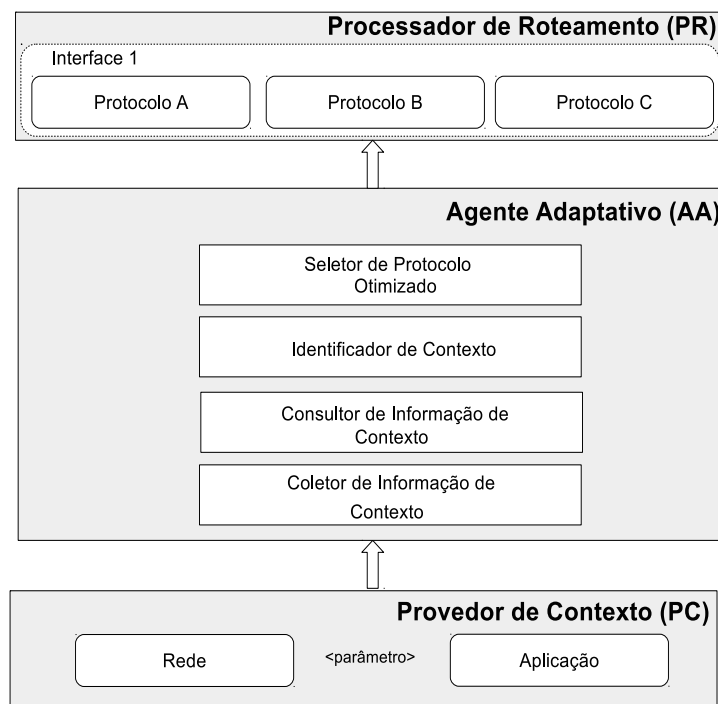 Processador de Roteamento (PR)
Interface 1
Protocolo A
Protocolo B
Protocolo C
Agente Adaptativo (AA)
Seletor de Protocolo
Otimizado
Identificador de Contexto
Consultor de Informação de
Contexto
Coletor de Informação de
Contexto
Provedor de Contexto (PC)
Rede
<parâmetro>
Aplicação